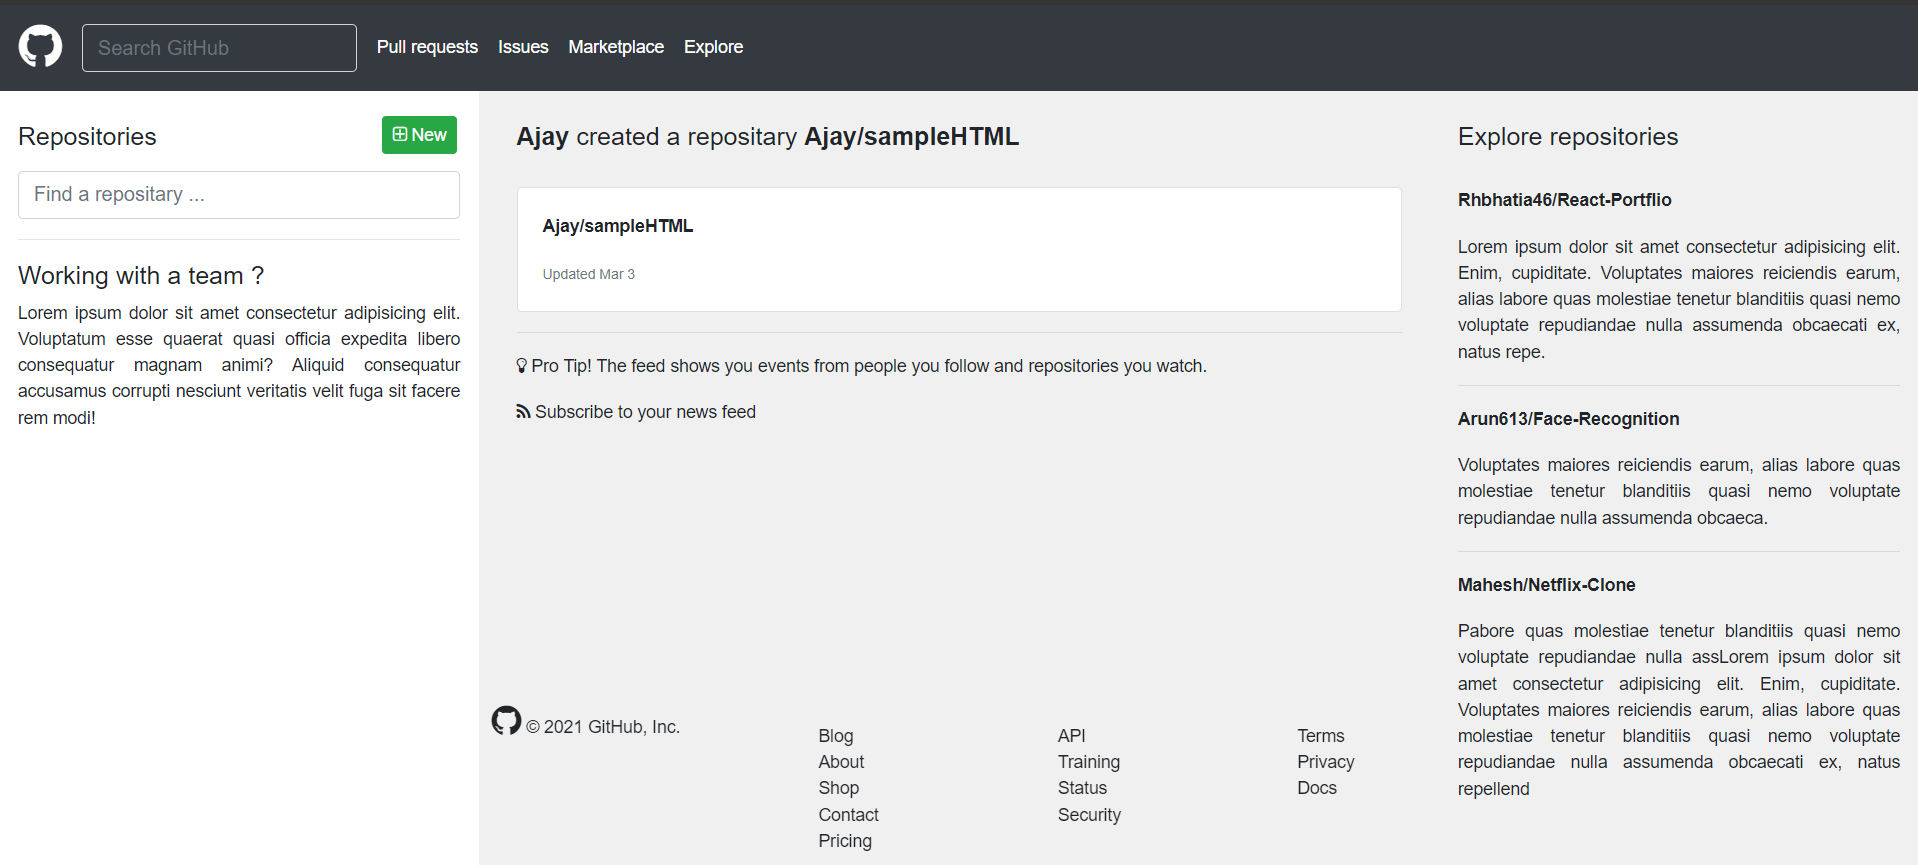 Search GitHub
Pull requests Issues Marketplace Explore
Repositories
New
Find a repositary ...
Working with a team ?
Lorem ipsum dolor sit amet consectetur adipisicing elit.
Voluptatum esse quaerat quasi officia expedita libero
consequatur magnam animi? Aliquid consequatur
accusamus corrupti nesciunt veritatis velit fuga sit facere
rem modi!
Ajay created a repositary Ajay/sampleHTML
Ajay/sampleHTML
Updated Mar 3
Pro Tip! The feed shows you events from people you follow and repositories you watch.
Subscribe to your news feed
© 2021 GitHub, Inc.
Blog
About
Shop
Contact
Pricing
API
Training
Status
Security
Terms
Privacy
Docs
Explore repositories
Rhbhatia46/React-Portflio
Lorem ipsum dolor sit amet consectetur adipisicing elit.
Enim, cupiditate. Voluptates maiores reiciendis earum,
alias labore quas molestiae tenetur blanditiis quasi nemo
voluptate repudiandae nulla assumenda obcaecati ex,
natus repe.
Arun613/Face-Recognition
Voluptates maiores reiciendis earum, alias labore quas
molestiae tenetur blanditiis quasi nemo voluptate
repudiandae nulla assumenda obcaeca.
Mahesh/Netflix-Clone
Pabore quas molestiae tenetur blanditiis quasi nemo
voluptate repudiandae nulla assLorem ipsum dolor sit
amet consectetur adipisicing elit. Enim, cupiditate.
Voluptates maiores reiciendis earum, alias labore quas
molestiae tenetur blanditiis quasi nemo voluptate
repudiandae nulla assumenda obcaecati ex, natus
repellend